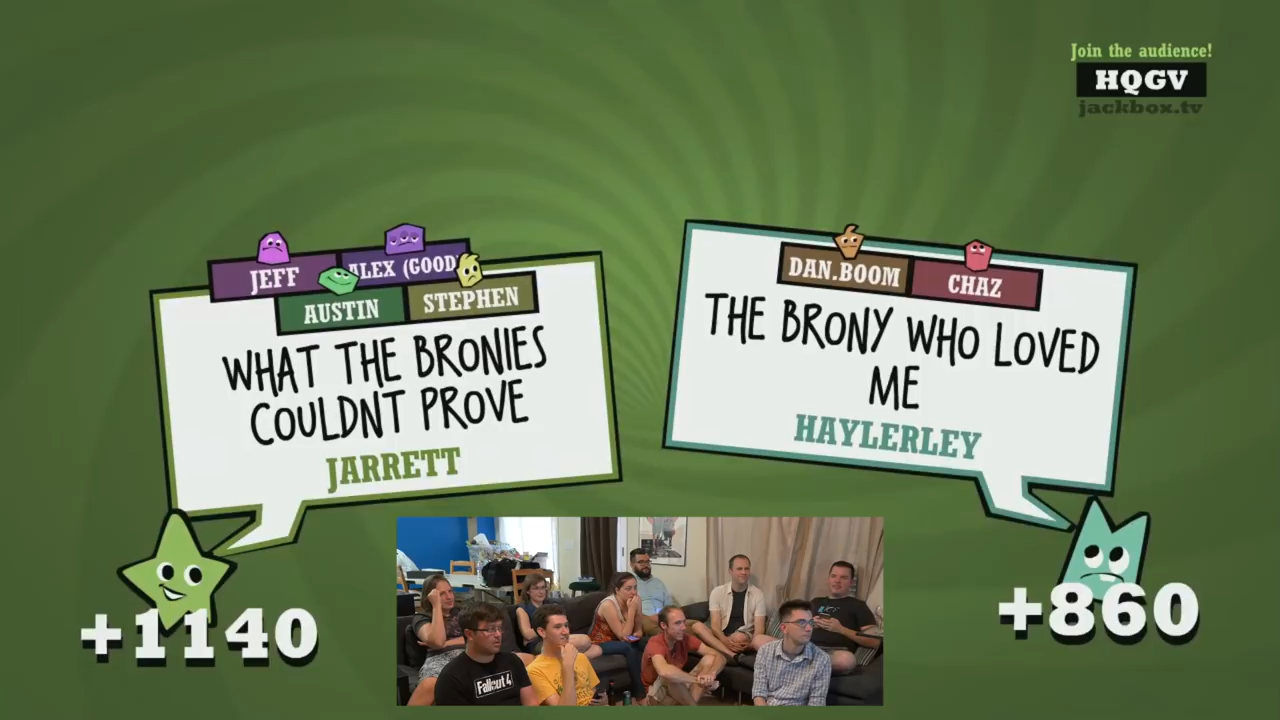 Join the audience!
HQGV
jackbox.tv
JEFF
ALEX (GOOD
AUSTIN
STEPHEN
WHAT THE BRONIES
COULDNT PROVE
JARRETT
+1140
DAN.BOOM
CHAZ
THE BRONY WHO LOVED
ME
HAYLERLEY
+860
Fallout 4